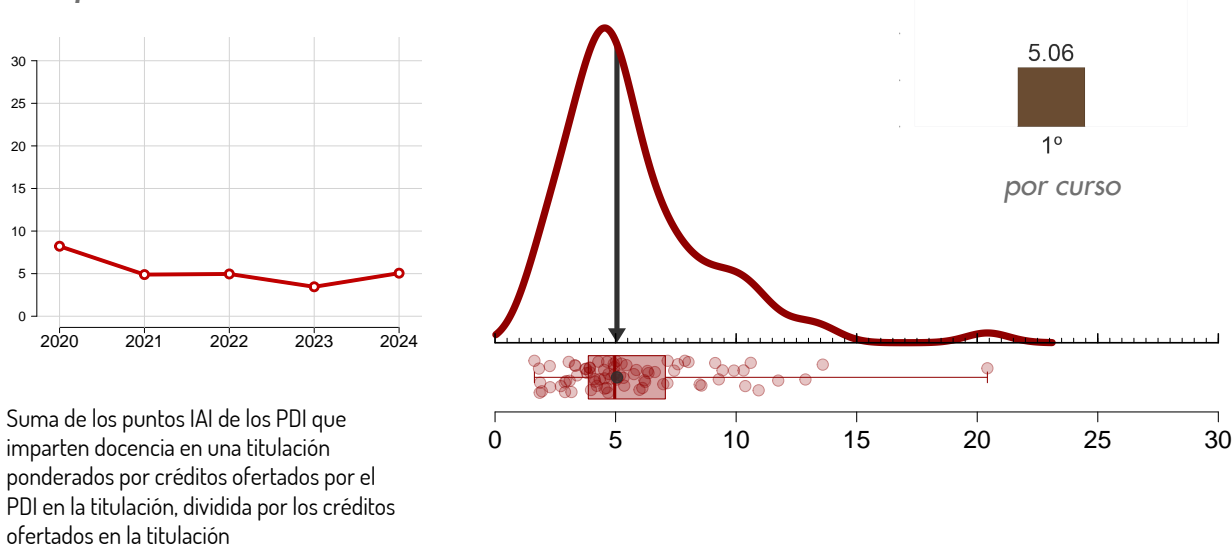 30
25
20
15
10
5
0
2020 2021 2022 2023 2024
Suma de los puntos IAI de los PDI que
imparten docencia en una titulación
ponderados por créditos ofertados por el
PDI en la titulación, dividida por los créditos
ofertados en la titulación
5.06
1º
por curso
0 5 10 15 20 25 30